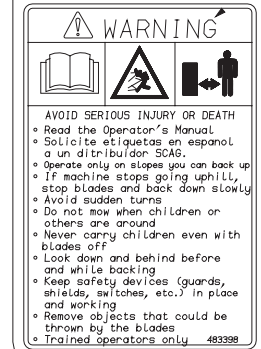 WARNING
AVOID SERIOUS INJURY OR DEATH
° Read the Operator's Manual
° Solicite etiquetas en espanol
a un ditribuidor SCAG.
° Operate only on slopes you can back up
° If machine stops going uphill,
stop blades and back down slowly
° Avoid sudden turns
° Do not mow when children or
others are around
° Never carry children even with
blades off
° Look down and behind before
and while backing
° Keep safety devices (guards,
shields, switches, etc.) in place
and working
° Remove objects that could be
thrown by the blades
° Trained operators only 483398